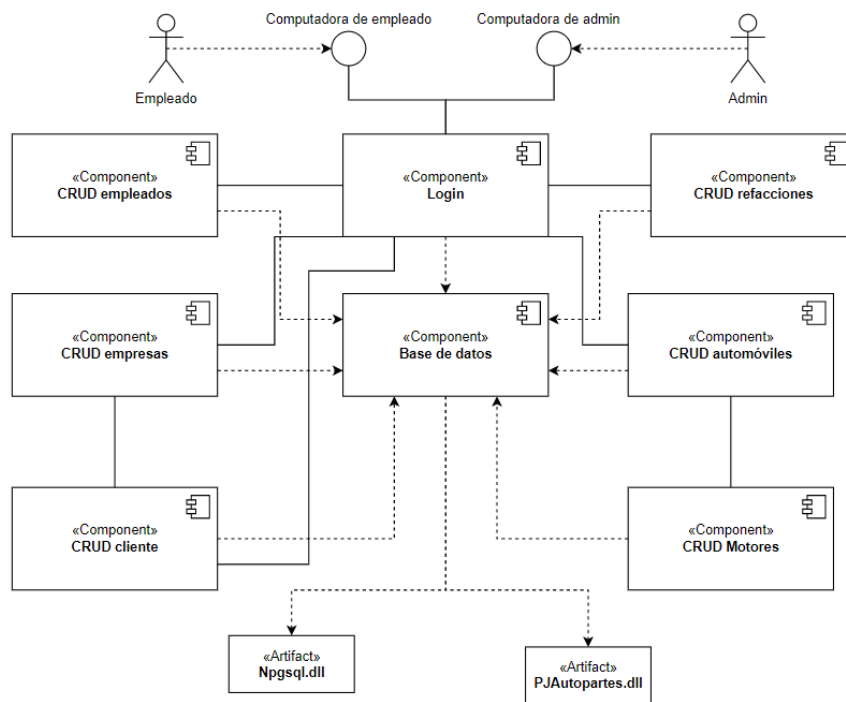 Computadora de empleado
Computadora de admin
Empleado
Admin
«Component»
CRUD empleados
«Component»
Login
«Component»
CRUD refacciones
«Component»
CRUD empresas
«Component»
Base de datos
«Component»
CRUD automóviles
«Component»
CRUD cliente
«Component»
CRUD Motores
«Artifact»
Npgsql.dll
«Artifact»
PJAutopartes.dll